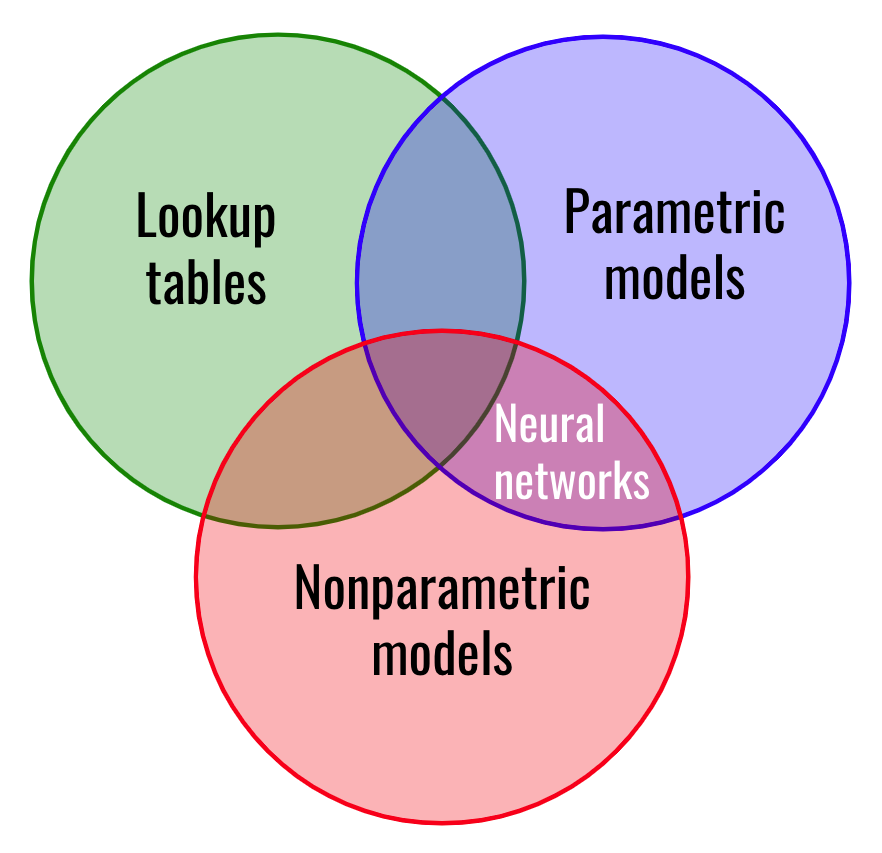 Lookup
tables
Parametric
models
Neural
networks
Nonparametric
models